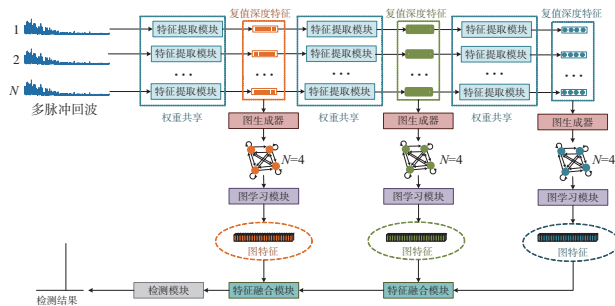 复值深度特征 复值深度特征 复值深度特征
1 特征提取模块 特征提取模块 特征提取模块
2 特征提取模块 特征提取模块 特征提取模块
... ... ... ... ... ...
N 特征提取模块 特征提取模块 特征提取模块
多脉冲回波 权重共享 权重共享 权重共享
图生成器 图生成器 图生成器
N=4 N=4 N=4
图学习模块 图学习模块 图学习模块
图特征 图特征 图特征
检测结果 检测模块 特征融合模块 特征融合模块